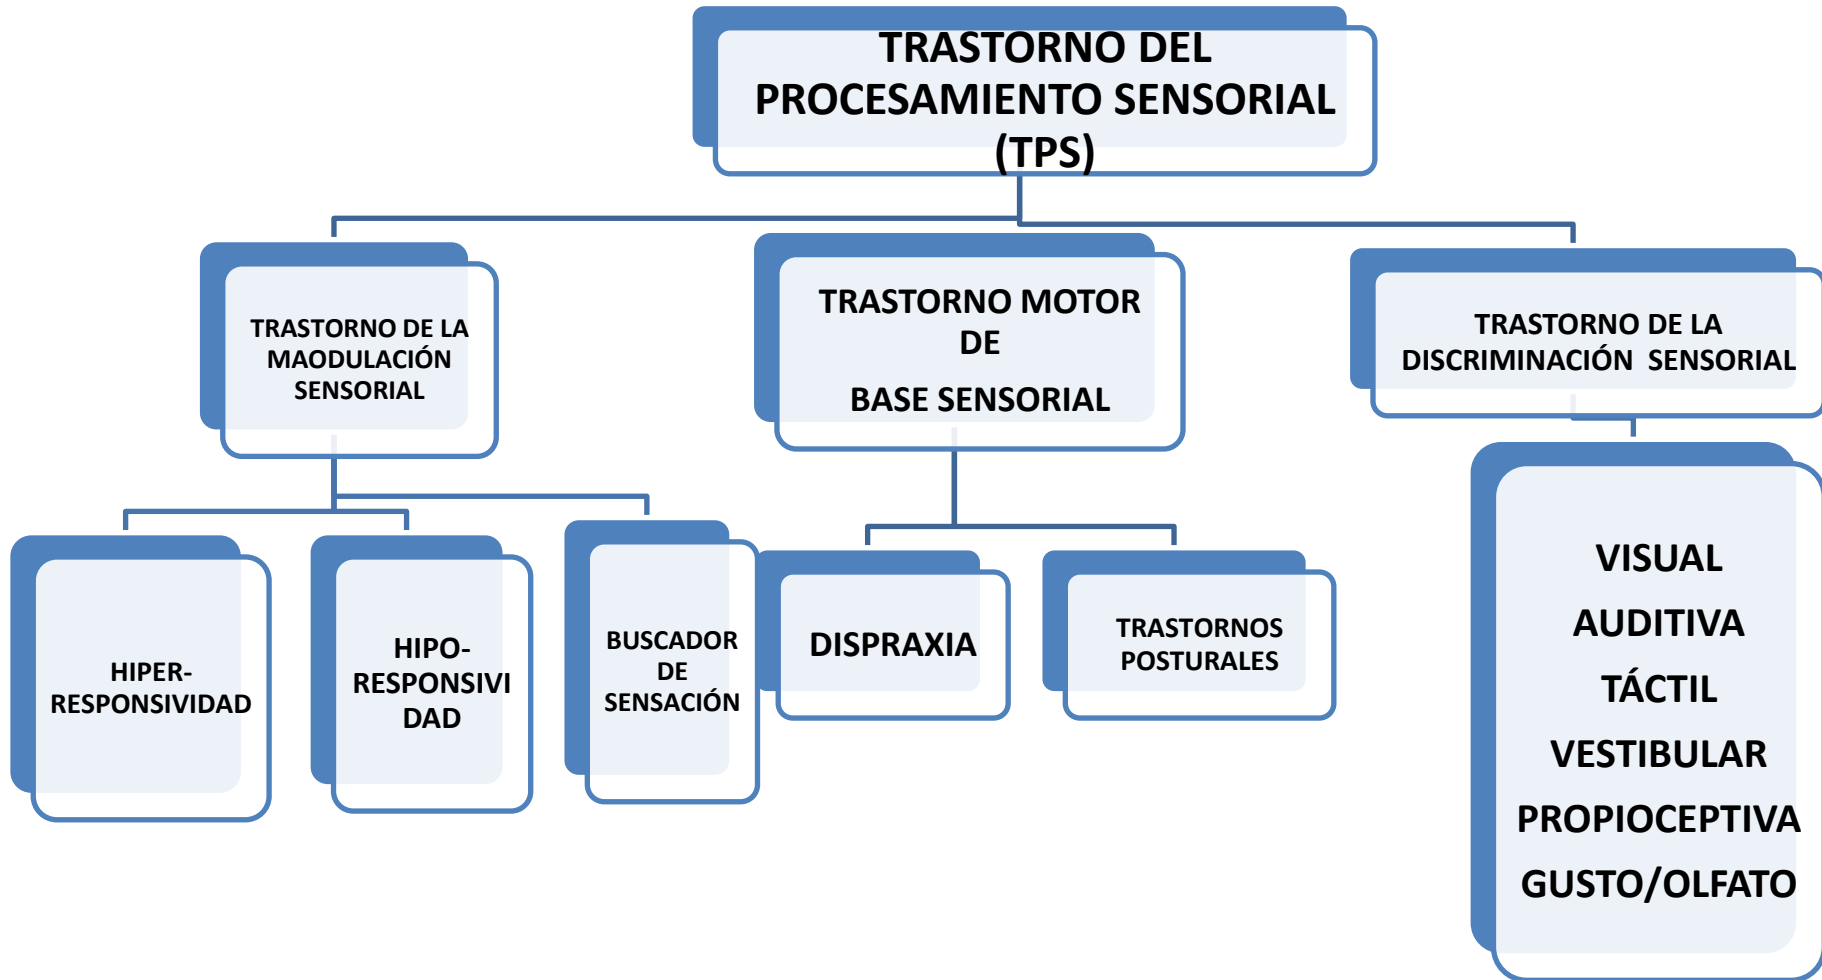 TRASTORNO DEL
PROCESAMIENTO SENSORIAL
(TPS)
TRASTORNO DE LA
MAODULACIÓN
SENSORIAL
TRASTORNO MOTOR
DE
BASE SENSORIAL
TRASTORNO DE LA
DISCRIMINACIÓN SENSORIAL
HIPER-
RESPONSIVIDAD
HIPO-
RESPONSIVI
DAD
BUSCADOR
DE
SENSACIÓN
DISPRAXIA
TRASTORNOS
POSTURALES
VISUAL
AUDITIVA
TÁCTIL
VESTIBULAR
PROPIOCEPTIVA
GUSTO/OLFATO